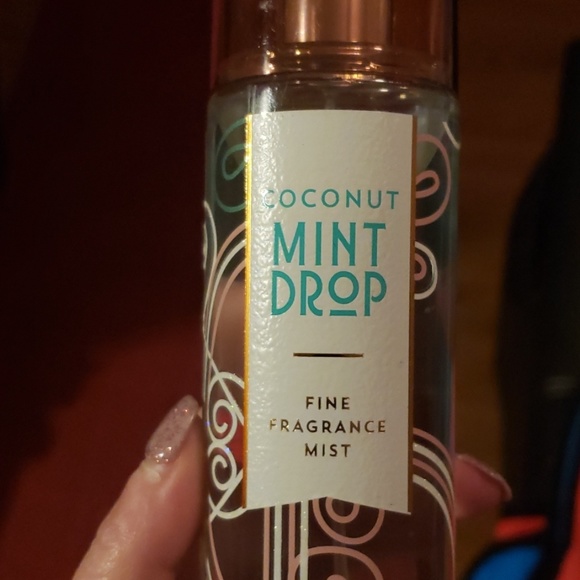 COCONUT
MINT
DROP
FINE
FRAGRANCE
MIST